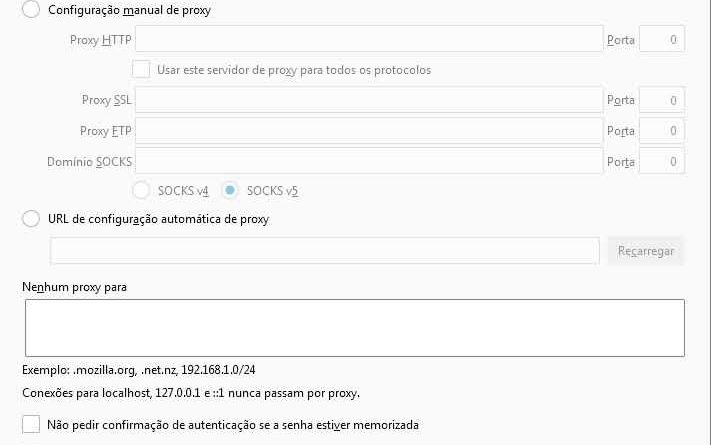 Configuração manual de proxy
Proxy HTTP Porta 0
Usar este servidor de proxy para todos os protocolos
Proxy SSL Porta 0
Proxy FTP Porta 0
Domínio SOCKS Porta 0
SOCKS v4 SOCKS v5
URL de configuração automática de proxy
Recarregar
Nenhum proxy para
Exemplo: .mozilla.org, .net.nz, 192.168.1.0/24
Conexões para localhost, 127.0.0.1 e ::1 nunca passam por proxy.
Não pedir confirmação de autenticação se a senha estiver memorizada